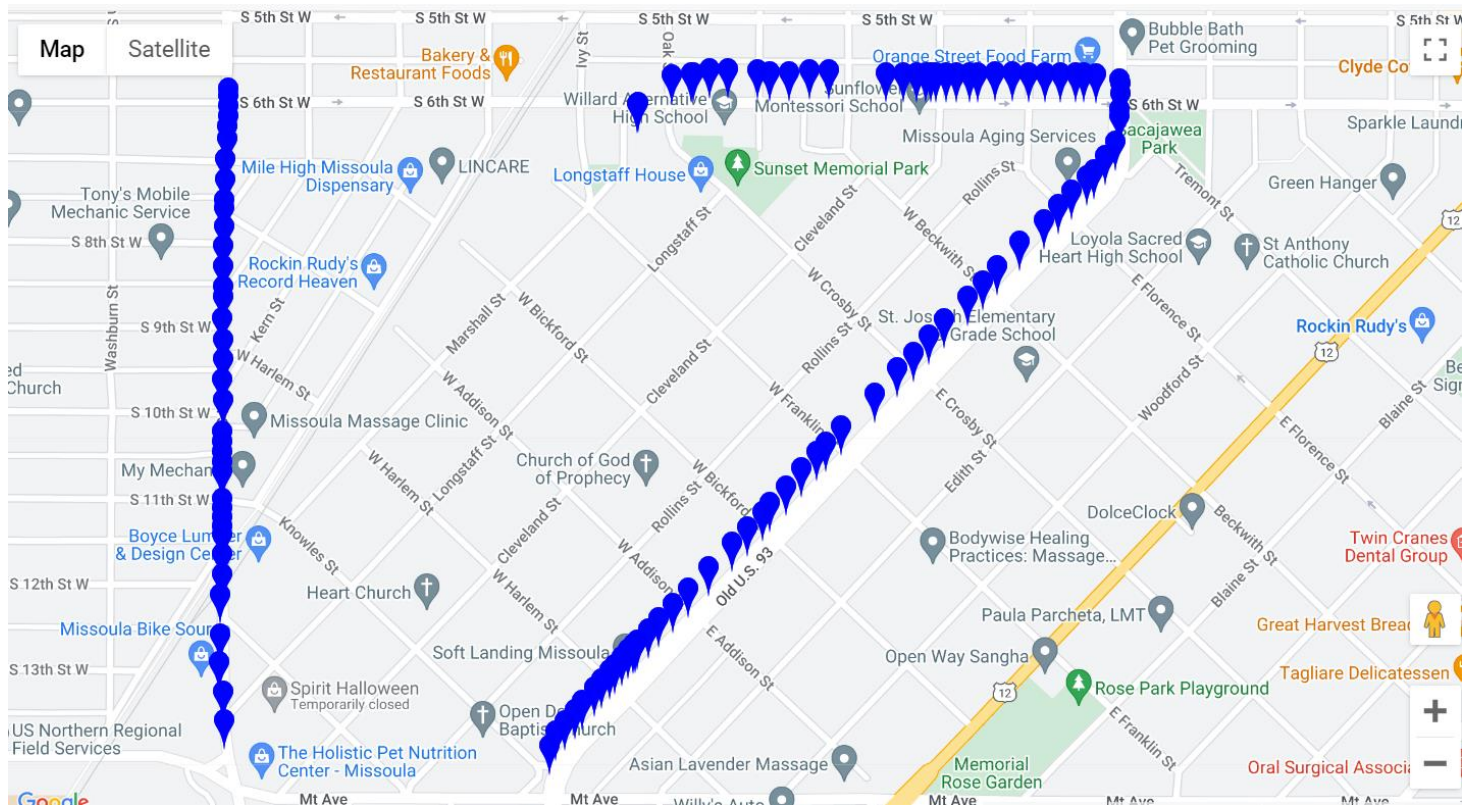 S 5th St W
S 5th St W
S 5th St W
S 5th St W
S 5th St W
Map
Satellite
Bakery &
Restaurant Foods
Ivy St
Oak St
Orange Street Food Farm
Bubble Bath
Pet Grooming
Clyde Co
S 6th St W
S 6th St W
Willard Alternative
High School
Sunflower
Montessori School
S 6th St W
Missoula Aging Services
Sacajawea
Park
Sparkle Laund
Mile High Missoula
Dispensary
LINCARE
Longstaff House
Sunset Memorial Park
Rollins St
Tremont St
Green Hanger
Tony's Mobile
Mechanic Service
S 8th St W
Longstaff St
Cleveland St
W Beckwith St
Loyola Sacred
Heart High School
St Anthony
Catholic Church
12
Rockin Rudy's
Record Heaven
W Crosby St
E Florence St
Washburn St
Kern St
Marshall St
W Bickford St
S 9th St W
St. Joseph Elementary
Grade School
Rockin Rudy's
12
W Harlem St
Cleveland St
Rollins St
Church
W Addison St
W Franklin
E Crosby St
Woodford St
Blaine St
S 10th St W
Missoula Massage Clinic
E Florence St
My Mechan
W Harlem St
Longstaff St
Church of God
of Prophecy
W Bickford
Edith St
S 11th St W
Rollins St
DolceClock
Beckwith St
Boyce Lumber
& Design Center
Knowles St
Cleveland St
W Addison
Old U.S. 93
Bodywise Healing
Practices: Massage...
Twin Cranes
Dental Group
S 12th St W
Heart Church
W Harlem St
Blaine St
Paula Parcheta, LMT
Missoula Bike Sour
Soft Landing Missoula
E Addison St
Great Harvest Brea
Open Way Sangha
S 13th St W
Tagliare Delicatessen
Spirit Halloween
Temporarily closed
12
Rose Park Playground
US Northern Regional
Field Services
Open Do
Baptist Church
E Franklin St
The Holistic Pet Nutrition
Center - Missoula
Asian Lavender Massage
Memorial
Rose Garden
Oral Surgical Associa
Google
Mt Ave
Mt Ave
Willy's Auto
Mt Ave
Mt Ave